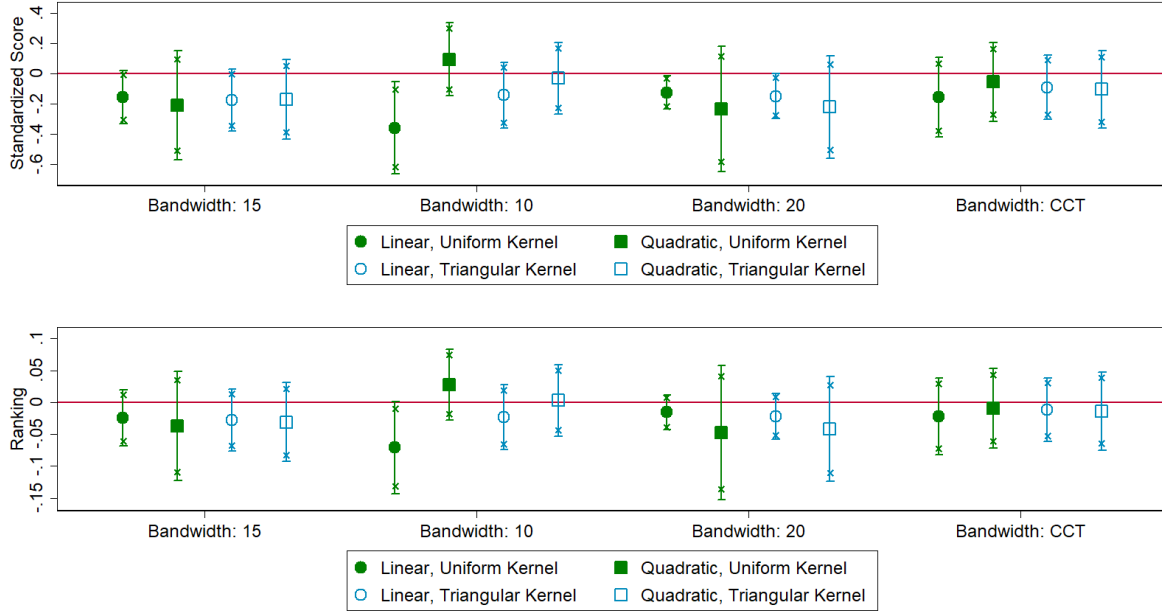 Standardized Score
.4
.2
0
-.2
-.4
-.6
Bandwidth: 15 Bandwidth: 10 Bandwidth: 20 Bandwidth: CCT
Linear, Uniform Kernel Quadratic, Uniform Kernel
Linear, Triangular Kernel Quadratic, Triangular Kernel
Ranking
.1
.05
0
-.05
-.1
-.15
Bandwidth: 15 Bandwidth: 10 Bandwidth: 20 Bandwidth: CCT
Linear, Uniform Kernel Quadratic, Uniform Kernel
Linear, Triangular Kernel Quadratic, Triangular Kernel